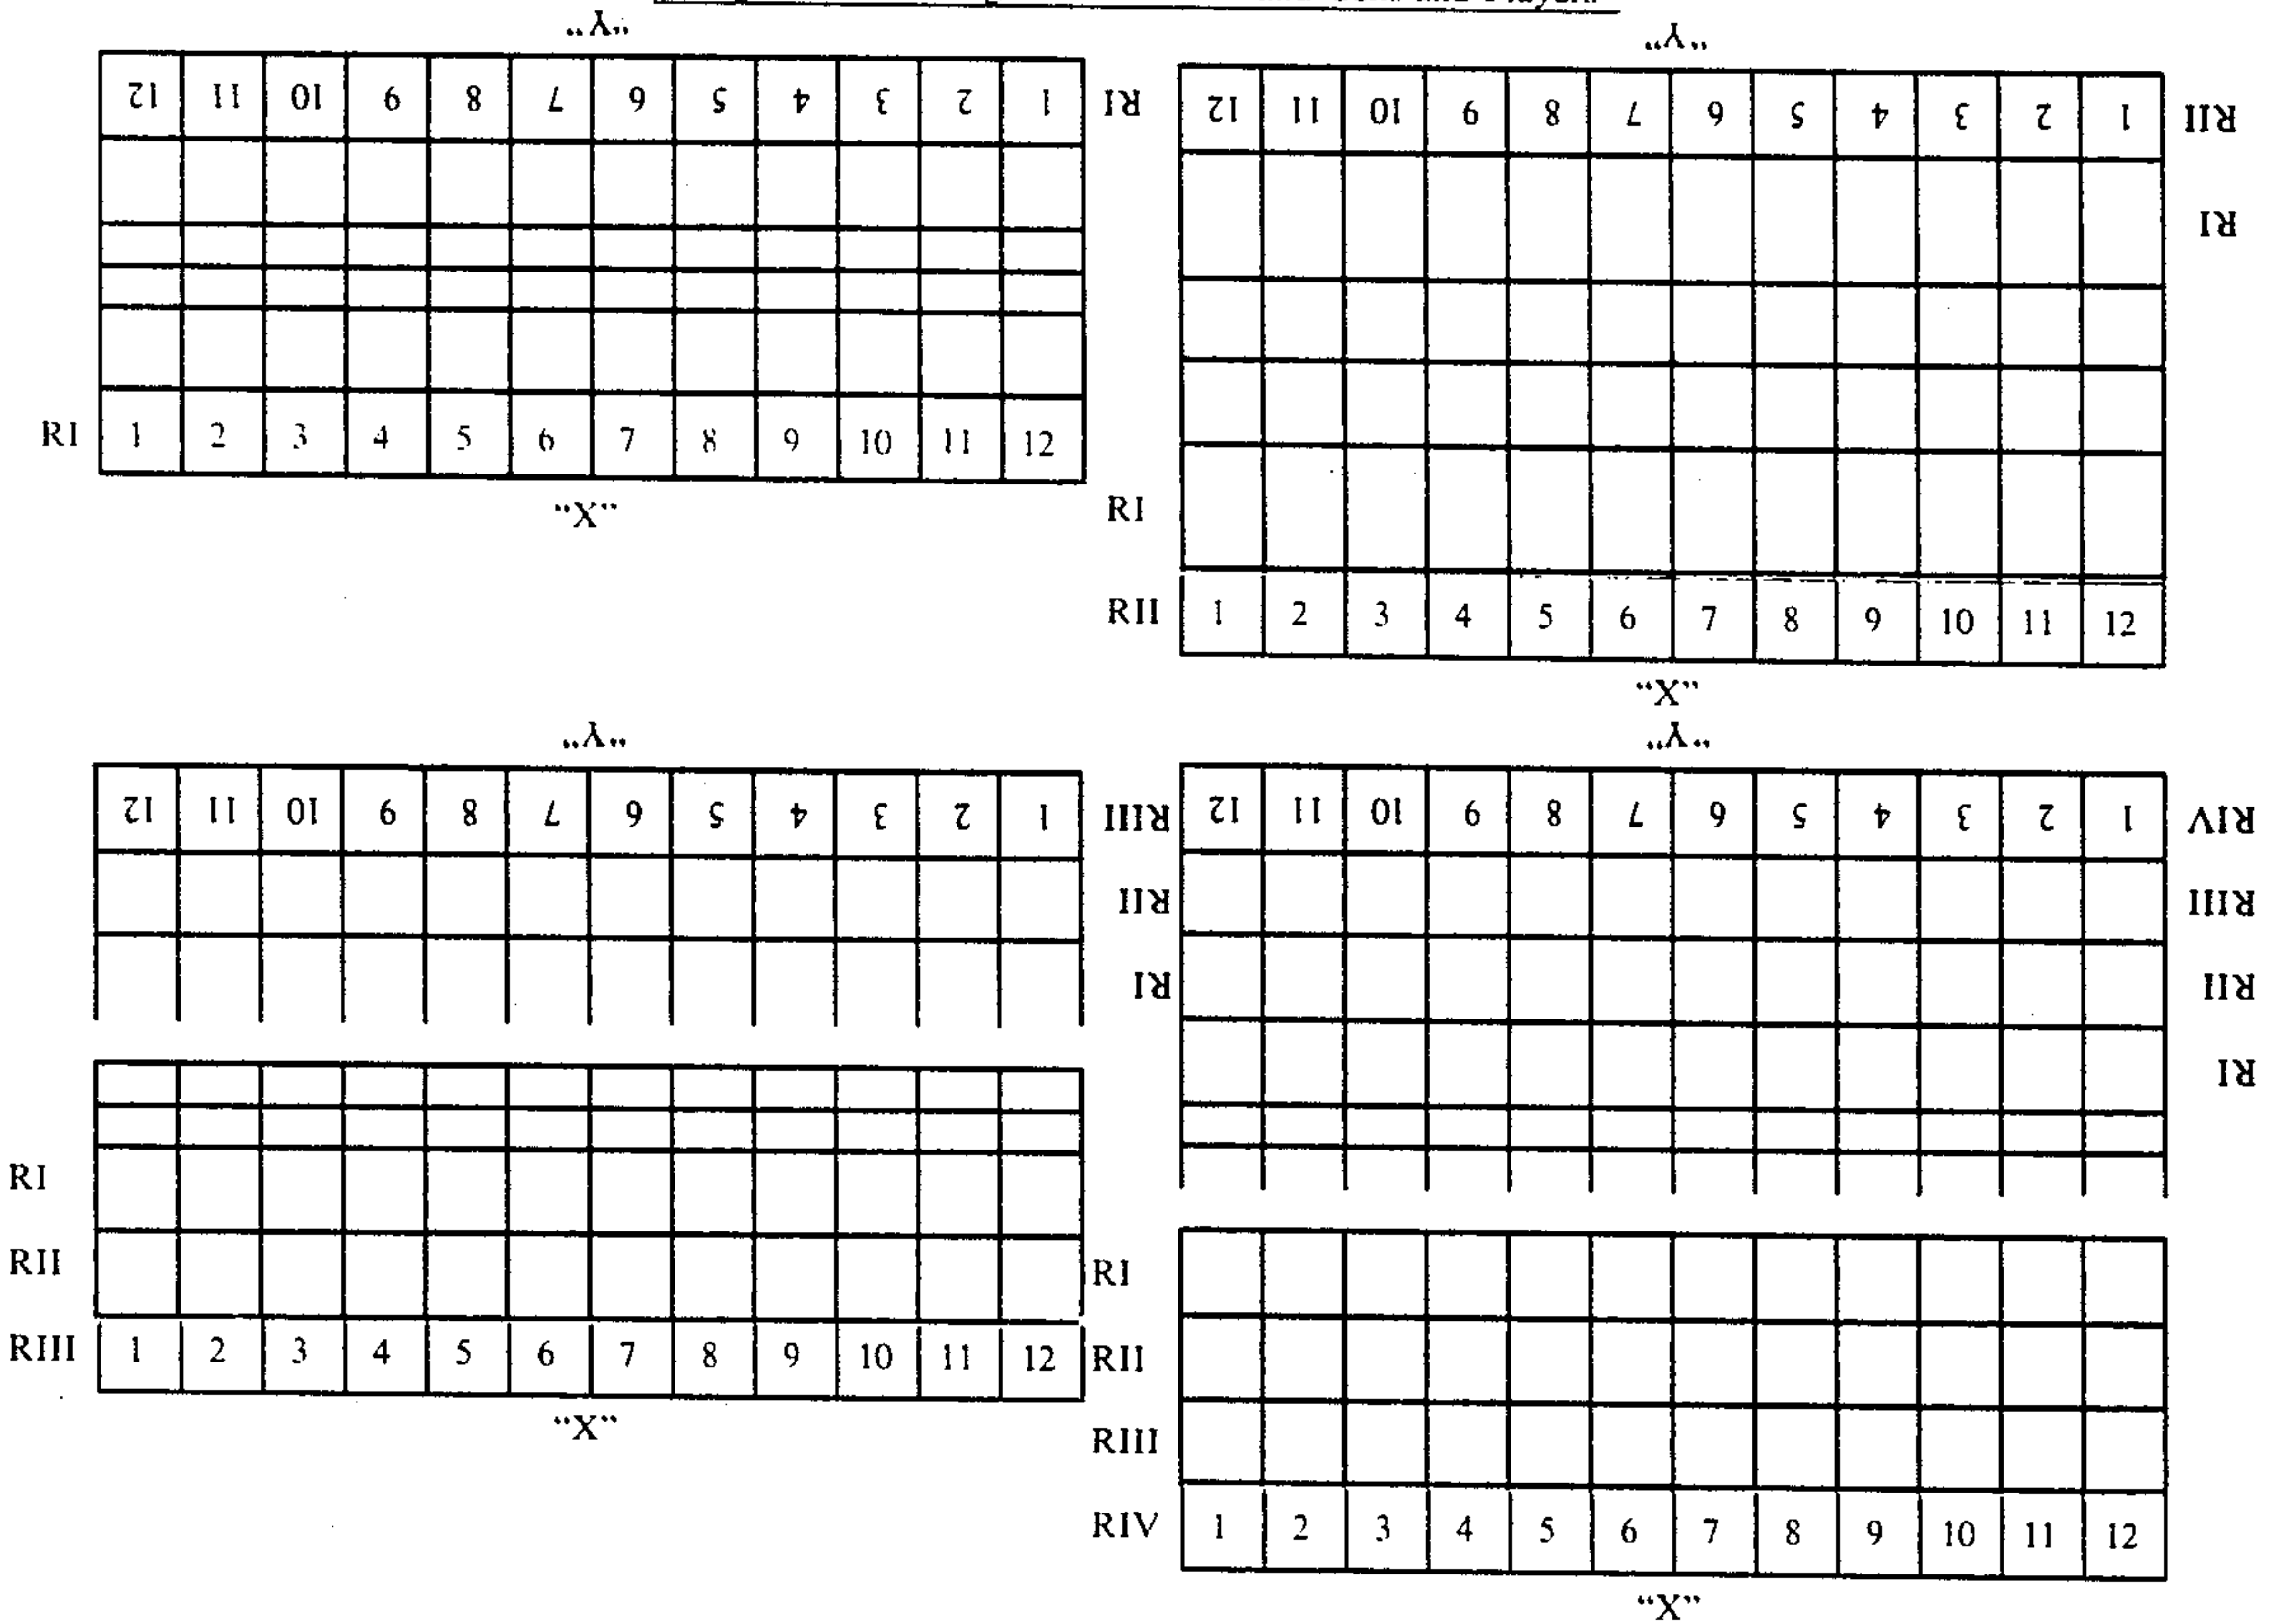 "Y"
12 11 10 9 8 7 6 5 4 3 2 1 RI
RI 1 2 3 4 5 6 7 8 9 10 11 12
"X"
"Y"
12 11 10 9 8 7 6 5 4 3 2 1 RII
RI
RI
RII 1 2 3 4 5 6 7 8 9 10 11 12
"X"
"Y"
12 11 10 9 8 7 6 5 4 3 2 1 RIII
RII
RI
RI
RII
RIII 1 2 3 4 5 6 7 8 9 10 11 12
"X"
"Y"
12 11 10 9 8 7 6 5 4 3 2 1 RIV
RIII
RII
RI
RI
RII
RIII
RIV 1 2 3 4 5 6 7 8 9 10 11 12
"X"